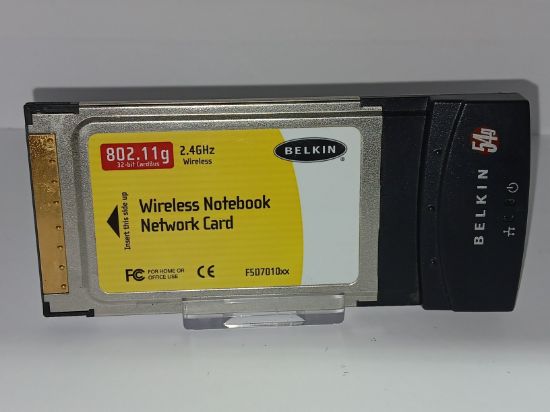 802.11g
32-bit CardBus
2.4GHz
Wireless
BELKIN
®
Insert this side up
Wireless Notebook
Network Card
FC FOR HOME OR
OFFICE USE
CE
F5D7010xx
BELKIN
54g